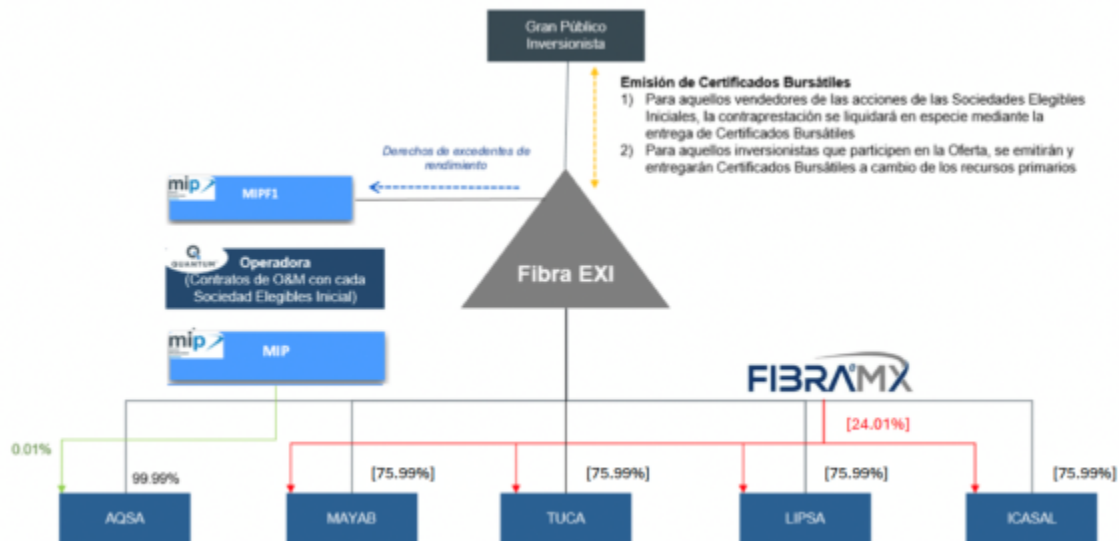 Gran Público
Inversionista
Emisión de Certificados Bursátiles
1) Para aquellos vendedores de las acciones de las Sociedades Elegibles
Iniciales, la contraprestación se liquidará en especie mediante la
entrega de Certificados Bursátiles
2) Para aquellos inversionistas que participen en la Oferta, se emitirán y
entregarán Certificados Bursátiles a cambio de los recursos primarios
Derechos de excedentes de
rendimiento
mip
MIPF1
QUANTUM
Operadora
(Contratos de O&M con cada
Sociedad Elegibles Inicial)
Fibra EXI
mip
MIP
FIBRAeMX
[24.01%]
0.01%
99.99%
[75.99%]
[75.99%]
[75.99%]
[75.99%]
AQSA
MAYAB
TUCA
LIPSA
ICASAL